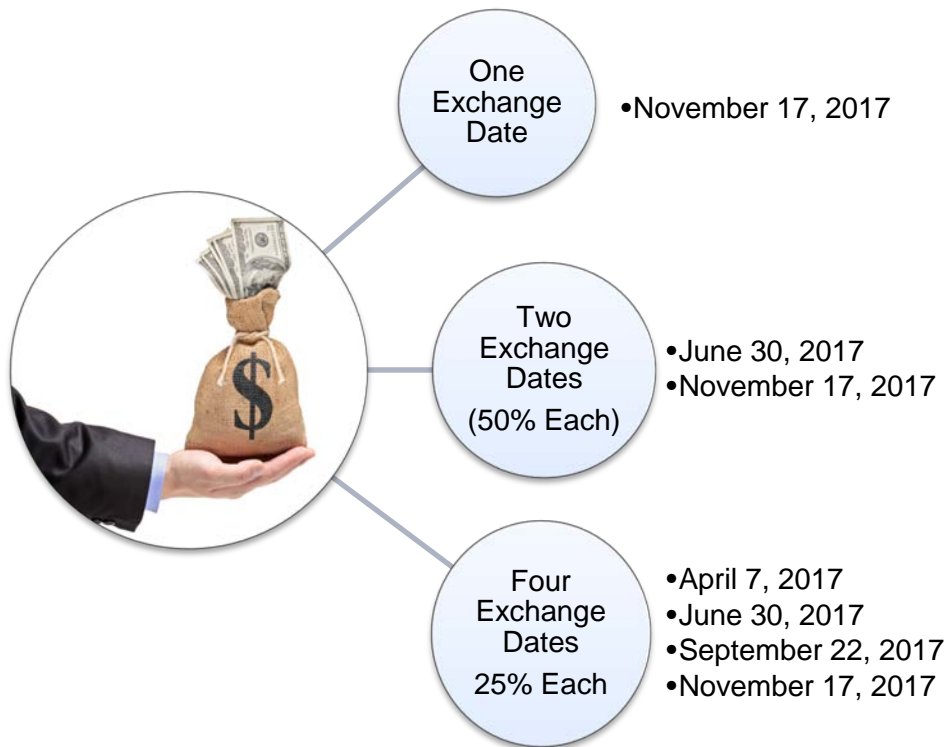 One
Exchange
Date
•November 17, 2017
$
Two
Exchange
Dates
(50% Each)
•June 30, 2017
•November 17, 2017
Four
Exchange
Dates
25% Each
•April 7, 2017
•June 30, 2017
•September 22, 2017
•November 17, 2017